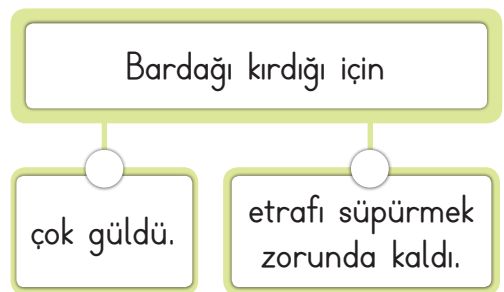 Bardağı kırdığı için
çok güldü.
etrafı süpürmek
zorunda kaldı.